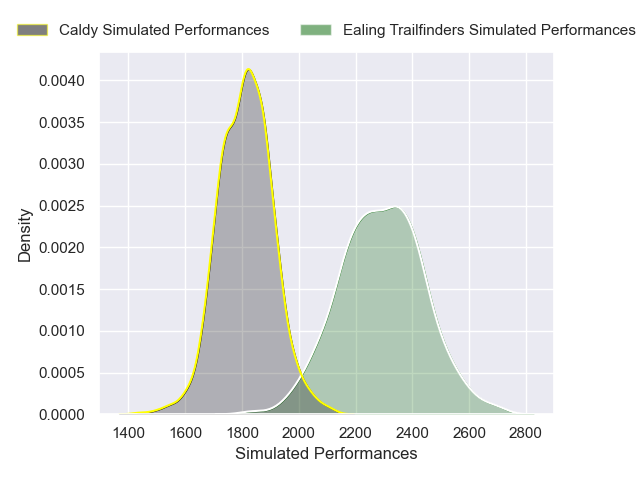 Caldy Simulated Performances
Ealing Trailfinders Simulated Performances
0.0040
0.0035
0.0030
0.0025
0.0020
0.0015
0.0010
0.0005
0.0000
Density
1400 1600 1800 2000 2200 2400 2600 2800
Simulated Performances